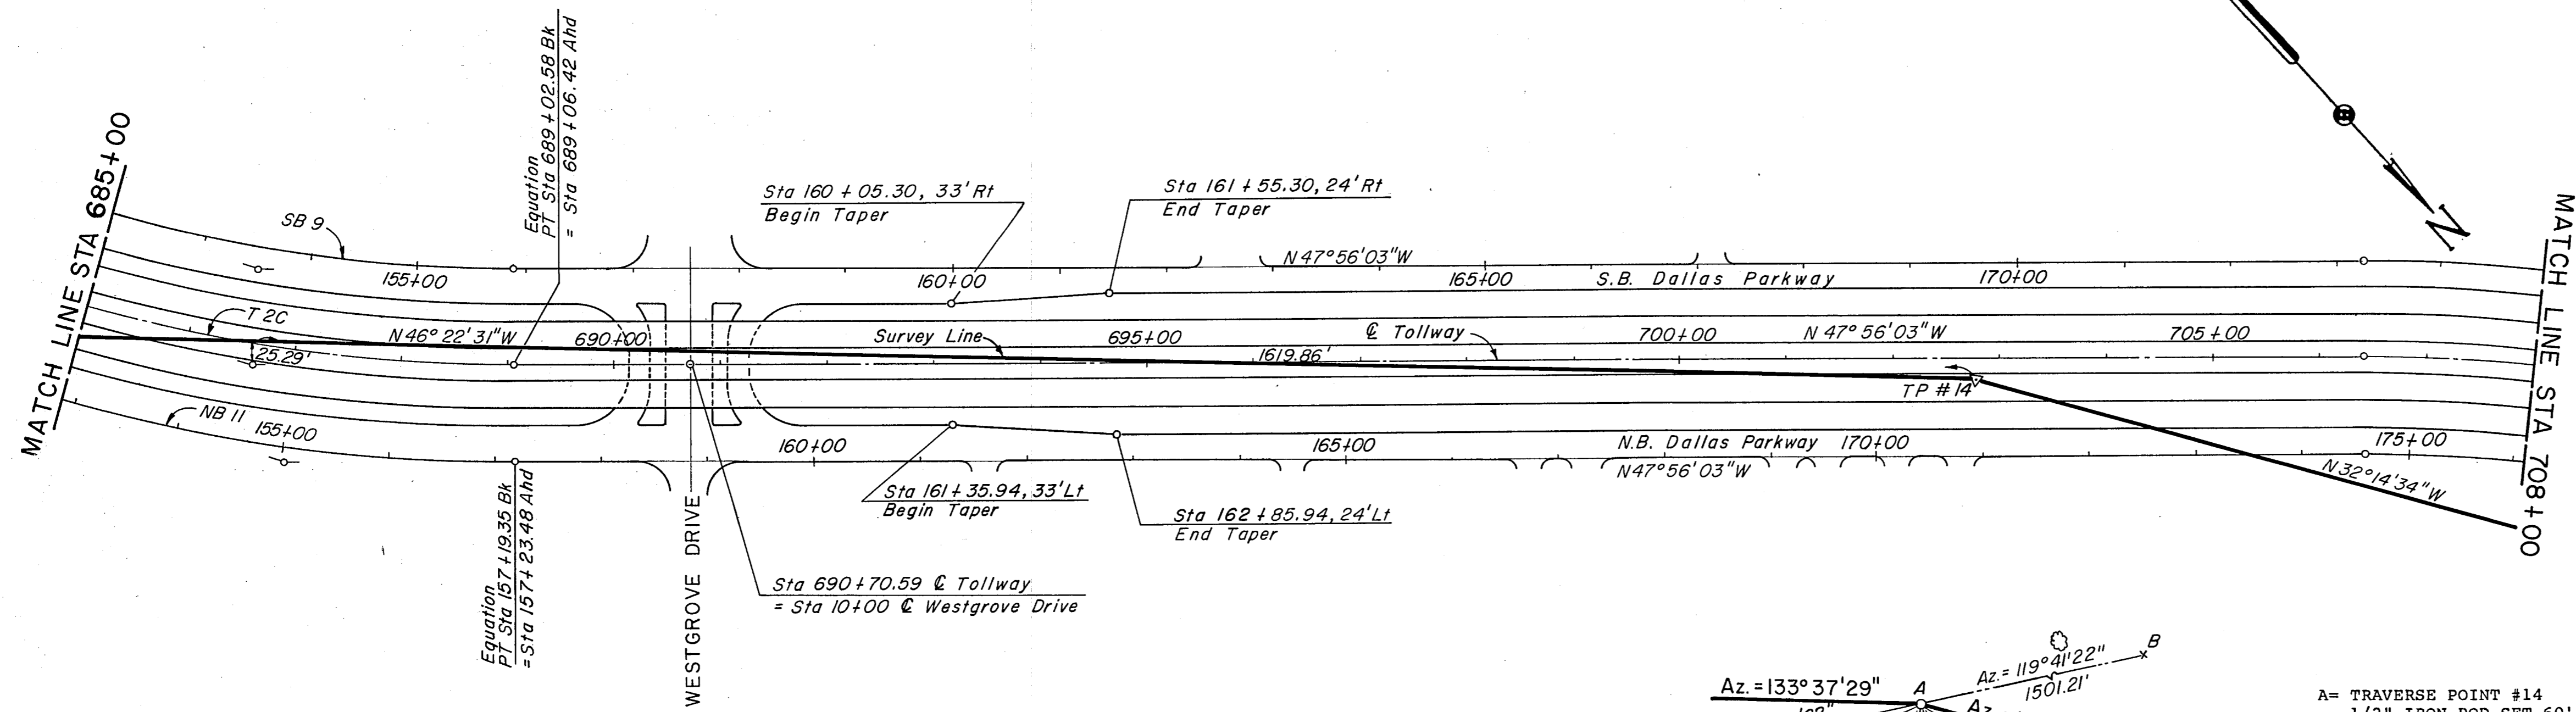 MATCH LINE STA 685+00
SB 9
155+00
Equation
PT Sta 689+02.58 Bk
= Sta 689+06.42 Ahd
T 2C
N46°22'31"W
25.29'
690+00
NB 11
155+00
Equation
PT Sta 157+19.35 Bk
=Sta 157+23.48 Ahd
WESTGROVE DRIVE
Sta 160+05.30, 33'Rt
Begin Taper
Sta 161+55.30, 24'Rt
End Taper
160+00
N47°56'03"W
165+00
S.B. Dallas Parkway
170+00
Survey Line
695+00
1619.86'
℄ Tollway
700+00
N 47°56'03"W
705+00
TP #14
160+00
165+00
N.B. Dallas Parkway
170+00
175+00
N47°56'03"W
N32°14'34"W
Sta 161+35.94, 33'Lt
Begin Taper
Sta 162+85.94, 24'Lt
End Taper
Sta 690+70.59 ℄ Tollway
= Sta 10+00 ℄ Westgrove Drive
N
MATCH LINE STA 708+00
Az.=133°37'29"
A
Az.= 119°41'22"
1501.21'
B
Az
A= TRAVERSE POINT #14